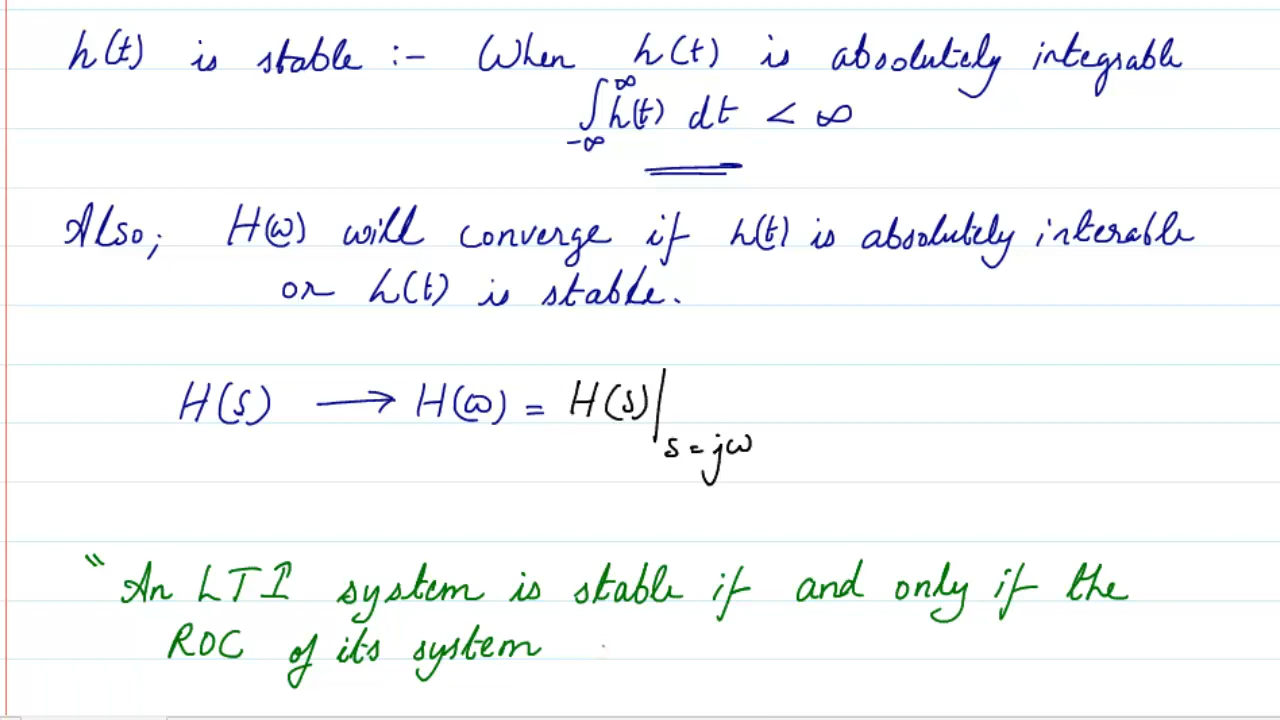 h(t) is stable :- When h(t) is absolutely integrable
∫_{-∞}^{∞} h(t) dt < ∞
Also; H(ω) will converge if h(t) is absolutely interable
or h(t) is stable.
H(s) → H(ω) = H(s)|_{s=jω}
"An LTI system is stable if and only if the
ROC of its system